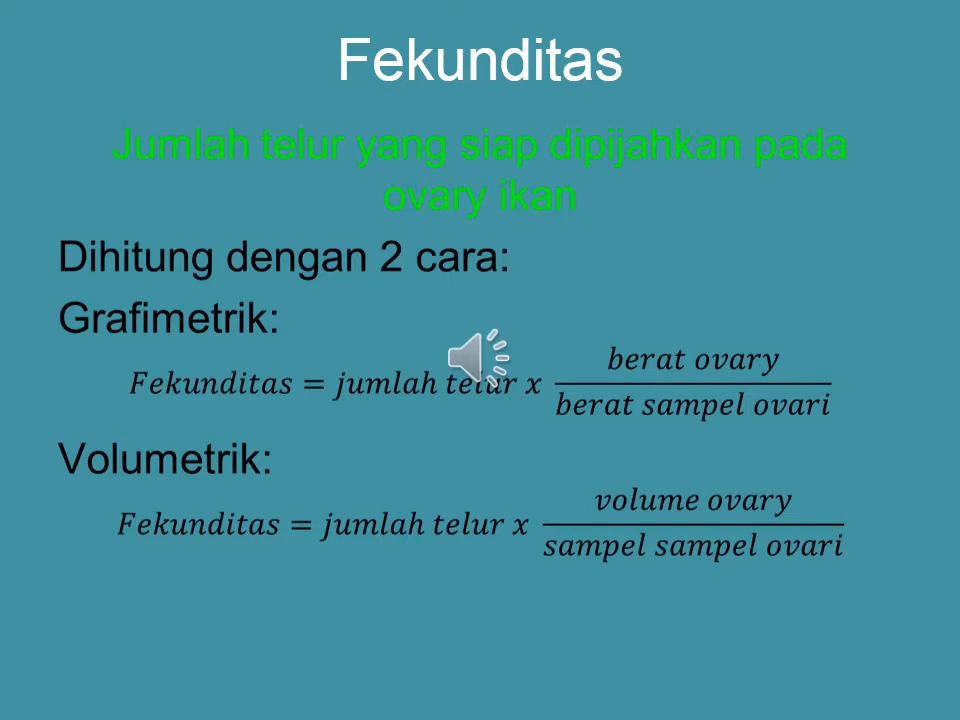 Fekunditas
Jumlah telur yang siap dipijahkan pada
ovary ikan
Dihitung dengan 2 cara:
Grafimetrik:
Fekunditas = jumlah telur x berat ovary / berat sampel ovari
Volumetrik:
Fekunditas = jumlah telur x volume ovary / sampel sampel ovari